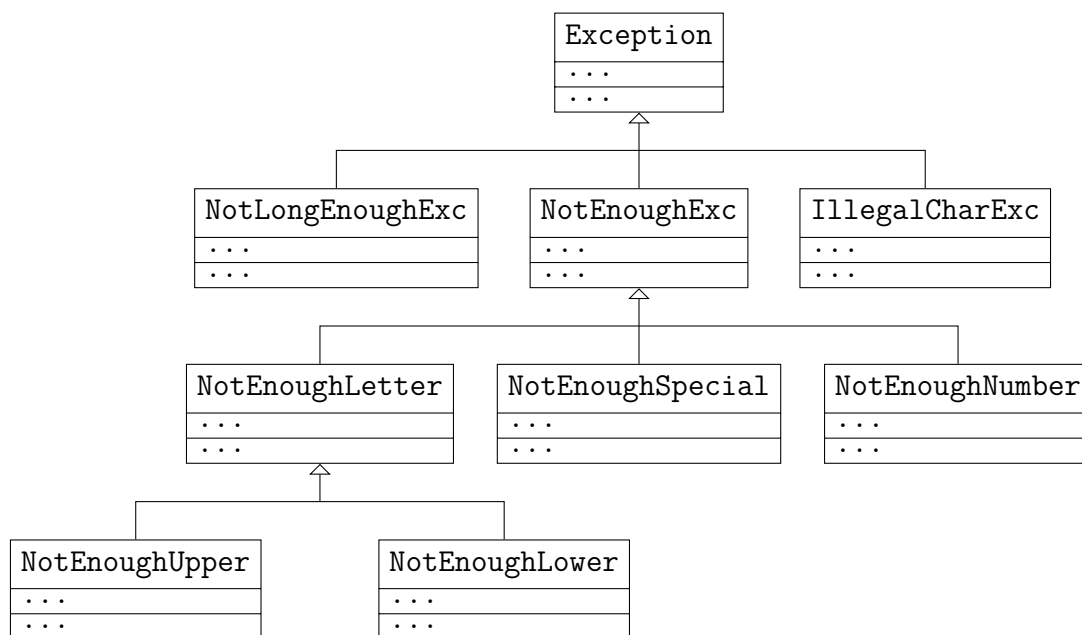 Exception
...
...
NotLongEnoughExc
...
...
NotEnoughExc
...
...
IllegalCharExc
...
...
NotEnoughLetter
...
...
NotEnoughSpecial
...
...
NotEnoughNumber
...
...
NotEnoughUpper
...
...
NotEnoughLower
...
...